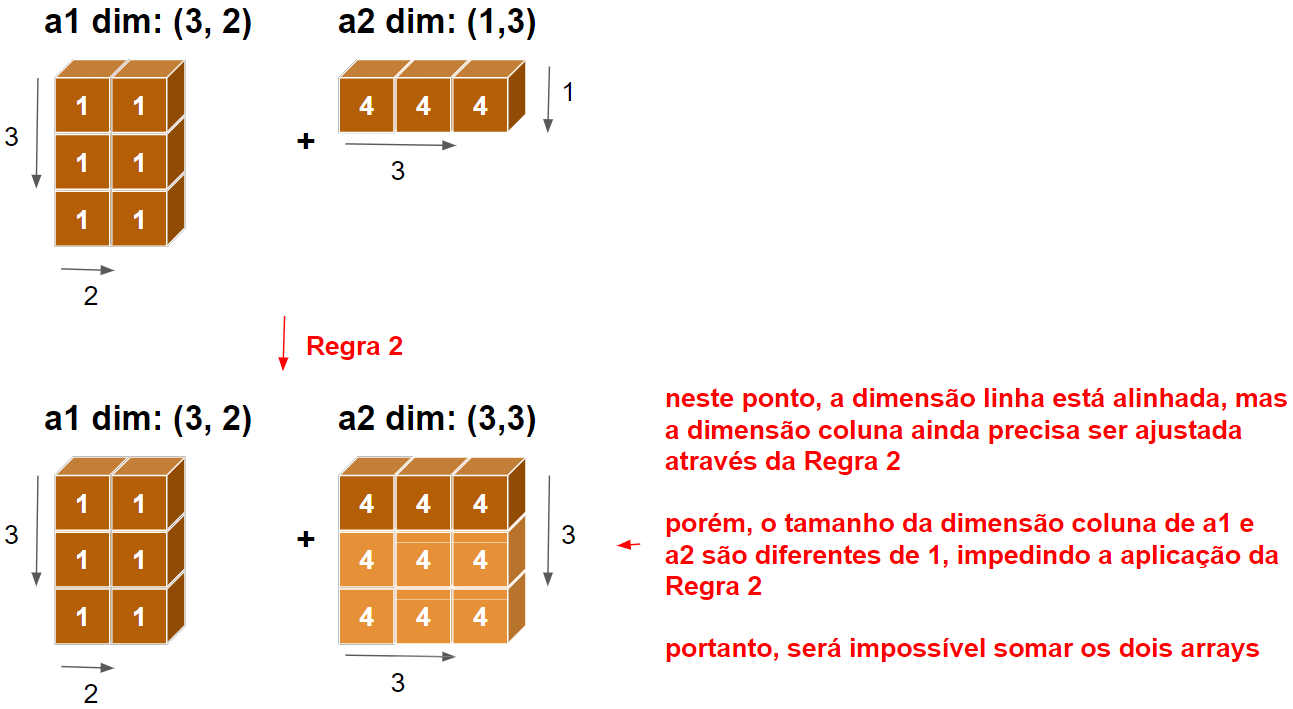 a1 dim: (3, 2)
a2 dim: (1,3)
3
1 1
1 1
1 1
2
+
4 4 4
1
3
Regra 2
a1 dim: (3, 2)
a2 dim: (3,3)
3
1 1
1 1
1 1
2
+
4 4 4
4 4 4
4 4 4
3
3
neste ponto, a dimensão linha está alinhada, mas
a dimensão coluna ainda precisa ser ajustada
através da Regra 2
porém, o tamanho da dimensão coluna de a1 e
a2 são diferentes de 1, impedindo a aplicação da
Regra 2
portanto, será impossível somar os dois arrays